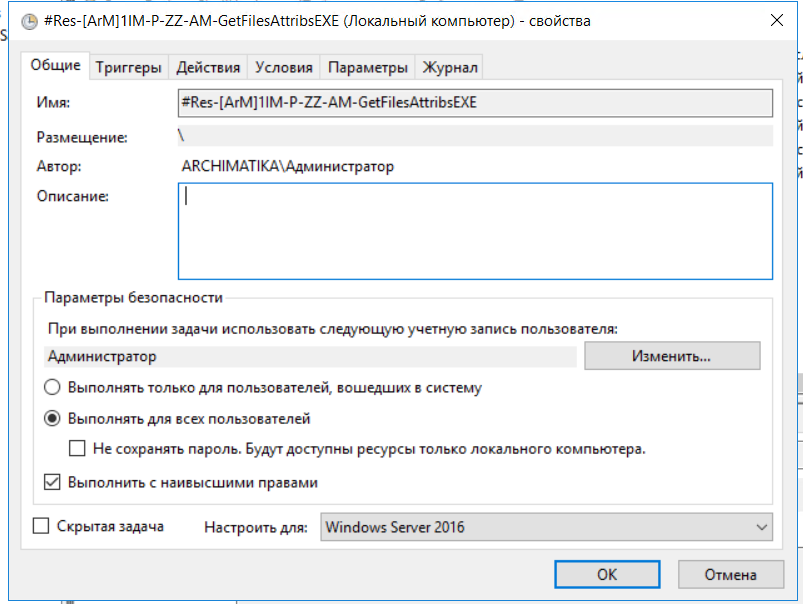 #Res-[ArM]1IM-P-ZZ-AM-GetFilesAttribsEXE (Локальный компьютер) - свойства
Общие Триггеры Действия Условия Параметры Журнал
Имя: #Res-[ArM]1IM-P-ZZ-AM-GetFilesAttribsEXE
Размещение: \
Автор: ARCHIMATIKA\Администратор
Описание:
Параметры безопасности
При выполнении задачи использовать следующую учетную запись пользователя:
Администратор Изменить...
Выполнять только для пользователей, вошедших в систему
Выполнять для всех пользователей
Не сохранять пароль. Будут доступны ресурсы только локального компьютера.
Выполнить с наивысшими правами
Скрытая задача Настроить для: Windows Server 2016
OK Отмена